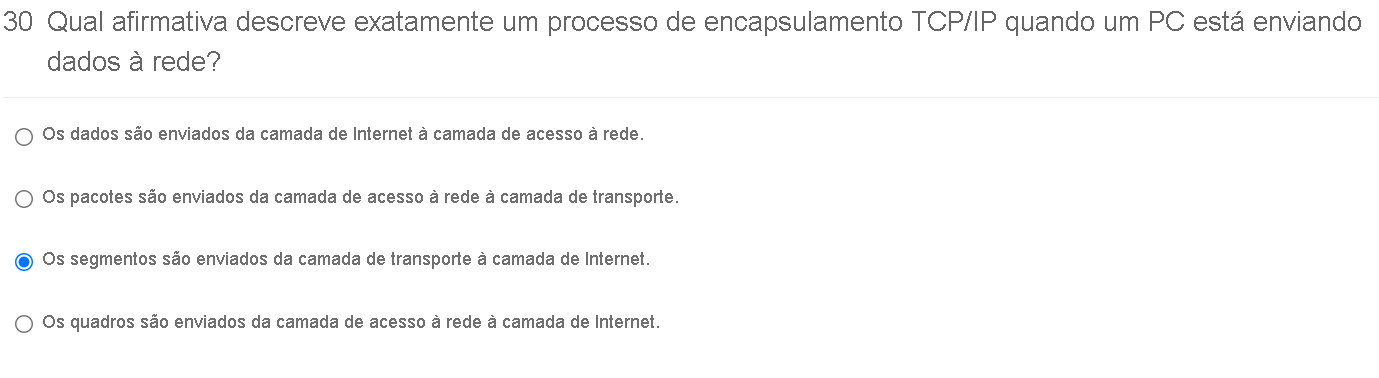 30 Qual afirmativa descreve exatamente um processo de encapsulamento TCP/IP quando um PC está enviando
dados à rede?
Os dados são enviados da camada de Internet à camada de acesso à rede.
Os pacotes são enviados da camada de acesso à rede à camada de transporte.
Os segmentos são enviados da camada de transporte à camada de Internet.
Os quadros são enviados da camada de acesso à rede à camada de Internet.